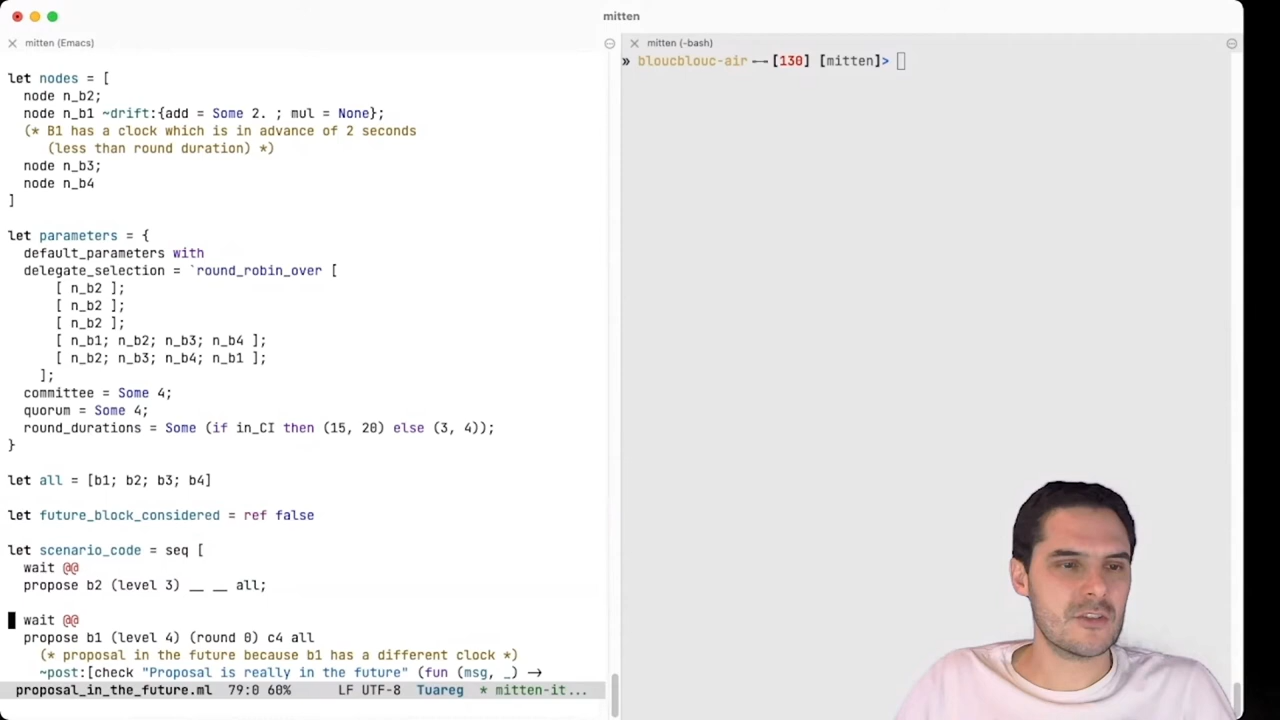 mitten
mitten (Emacs)
mitten (-bash)
let nodes = [
node n_b2;
node n_b1 ~drift:{add = Some 2. ; mul = None};
(* B1 has a clock which is in advance of 2 seconds
(less than round duration) *)
node n_b3;
node n_b4
]
let parameters = {
default_parameters with
delegate_selection = `round_robin_over [
[ n_b2 ];
[ n_b2 ];
[ n_b2 ];
[ n_b1; n_b2; n_b3; n_b4 ];
[ n_b2; n_b3; n_b4; n_b1 ];
];
committee = Some 4;
quorum = Some 4;
round_durations = Some (if in_CI then (15, 20) else (3, 4));
}
let all = [b1; b2; b3; b4]
let future_block_considered = ref false
let scenario_code = seq [
wait @@
propose b2 (level 3) __ __ all;
wait @@
propose b1 (level 4) (round 0) c4 all
(* proposal in the future because b1 has a different clock *)
~post:[check "Proposal is really in the future" (fun (msg, _) →
proposal_in_the_future.ml 79:0 60% LF UTF-8 Tuareg * mitten-it...
» bloucblouc-air ←→ [130] [mitten]>